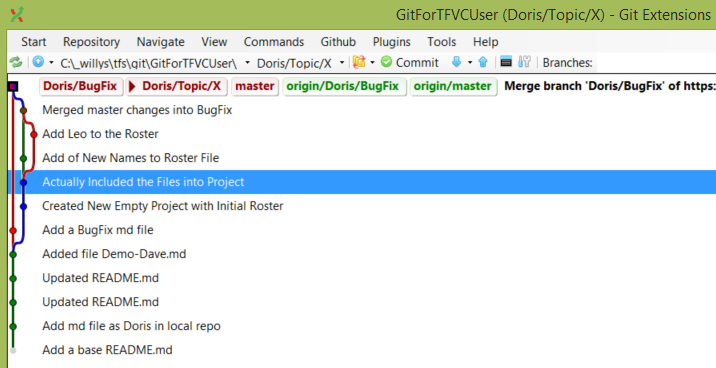 GitForTFVCUser (Doris/Topic/X) - Git Extensions
Start Repository Navigate View Commands Github Plugins Tools Help
C:\_willys\tfs\git\GitForTFVCUser\ Doris/Topic/X Commit Branches:
Doris/BugFix Doris/Topic/X master origin/Doris/BugFix origin/master Merge branch 'Doris/BugFix' of https:
Merged master changes into BugFix
Add Leo to the Roster
Add of New Names to Roster File
Actually Included the Files into Project
Created New Empty Project with Initial Roster
Add a BugFix md file
Added file Demo-Dave.md
Updated README.md
Updated README.md
Add md file as Doris in local repo
Add a base README.md